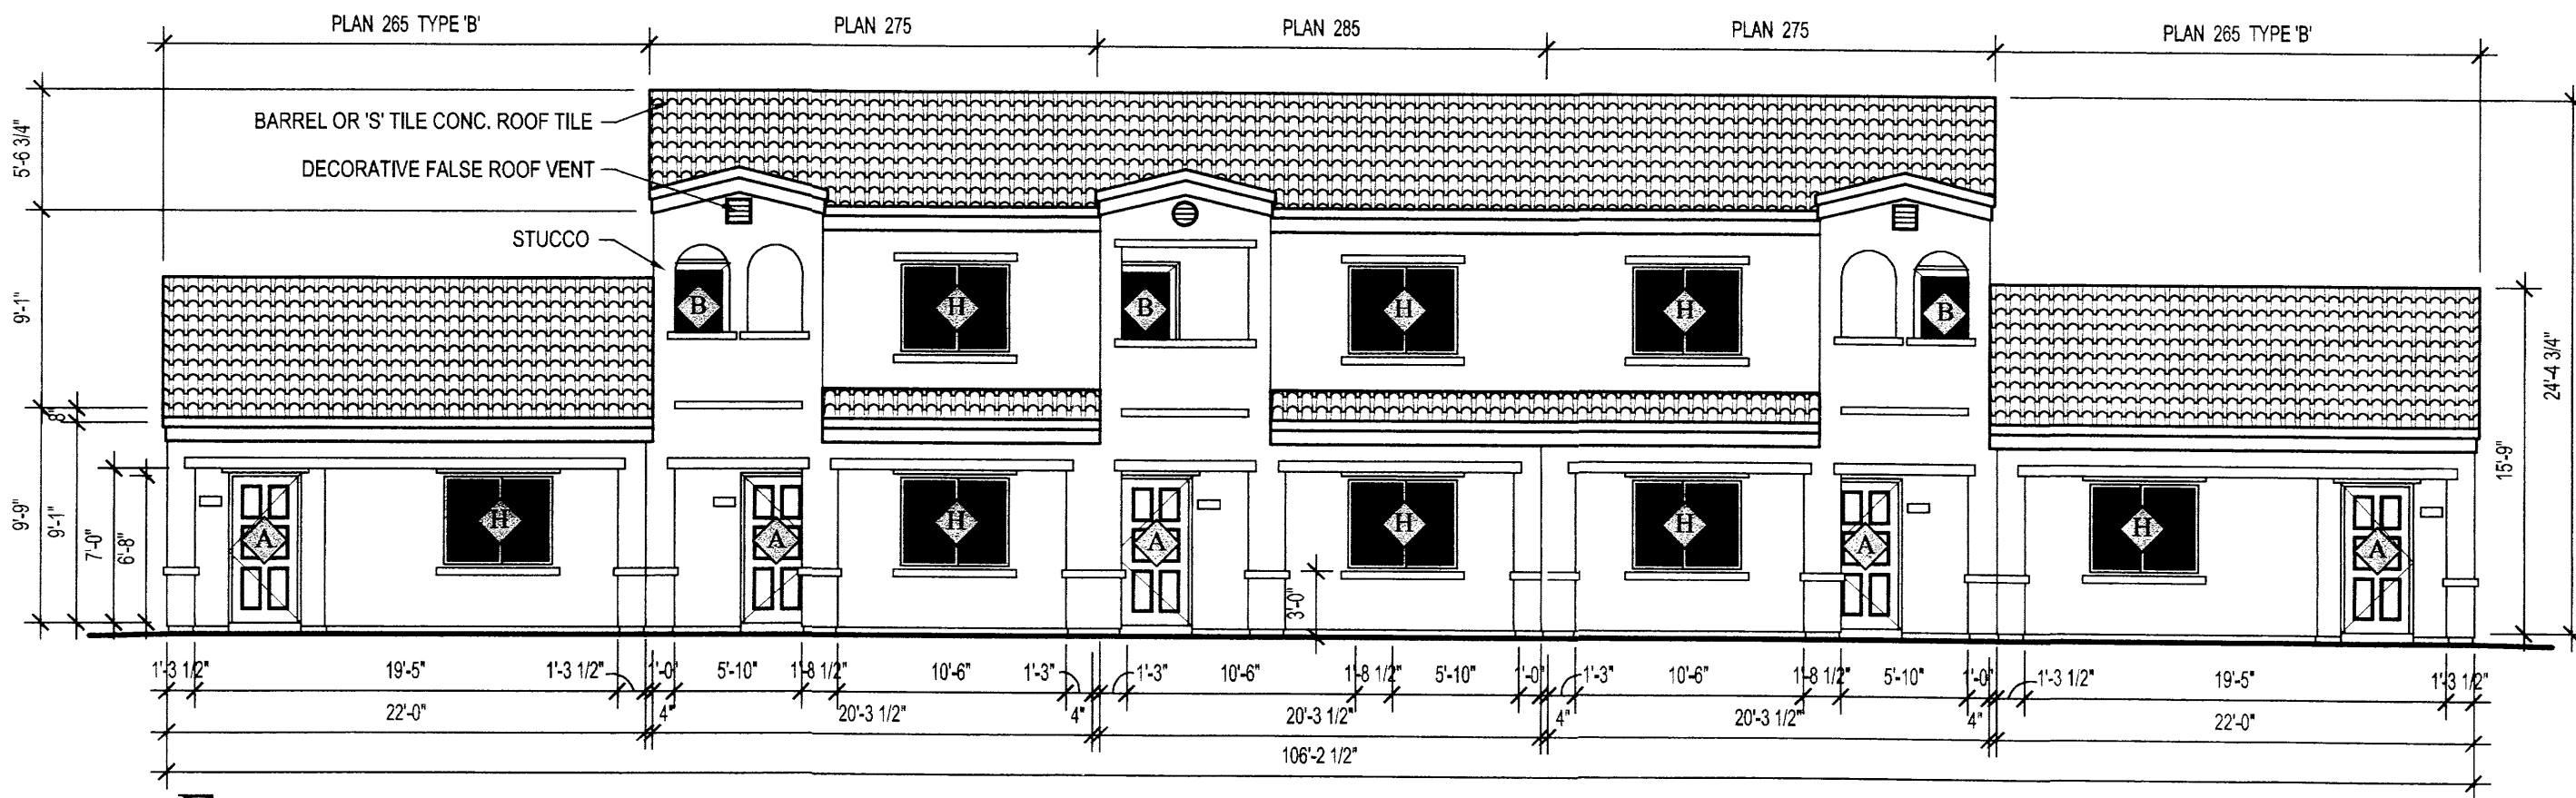 PLAN 265 TYPE 'B'
PLAN 275
PLAN 285
PLAN 275
PLAN 265 TYPE 'B'
BARREL OR 'S' TILE CONC. ROOF TILE
DECORATIVE FALSE ROOF VENT
STUCCO
5'-6 3/4"
9'-1"
8"
9'-9"
9'-1"
7'-0"
6'-8"
24'-4 3/4"
15'-9"
3'-0"
B
H
B
H
H
B
A
H
A
H
A
H
H
A
H
A
1'-3 1/2"
19'-5"
1'-3 1/2"
1'-0"
5'-10"
1'-8 1/2"
10'-6"
1'-3"
1'-3"
10'-6"
1'-8 1/2"
5'-10"
1'-0"
1'-3"
10'-6"
1'-8 1/2"
5'-10"
1'-0"
1'-3 1/2"
19'-5"
1'-3 1/2"
22'-0"
4"
20'-3 1/2"
4"
20'-3 1/2"
4"
20'-3 1/2"
4"
22'-0"
106'-2 1/2"